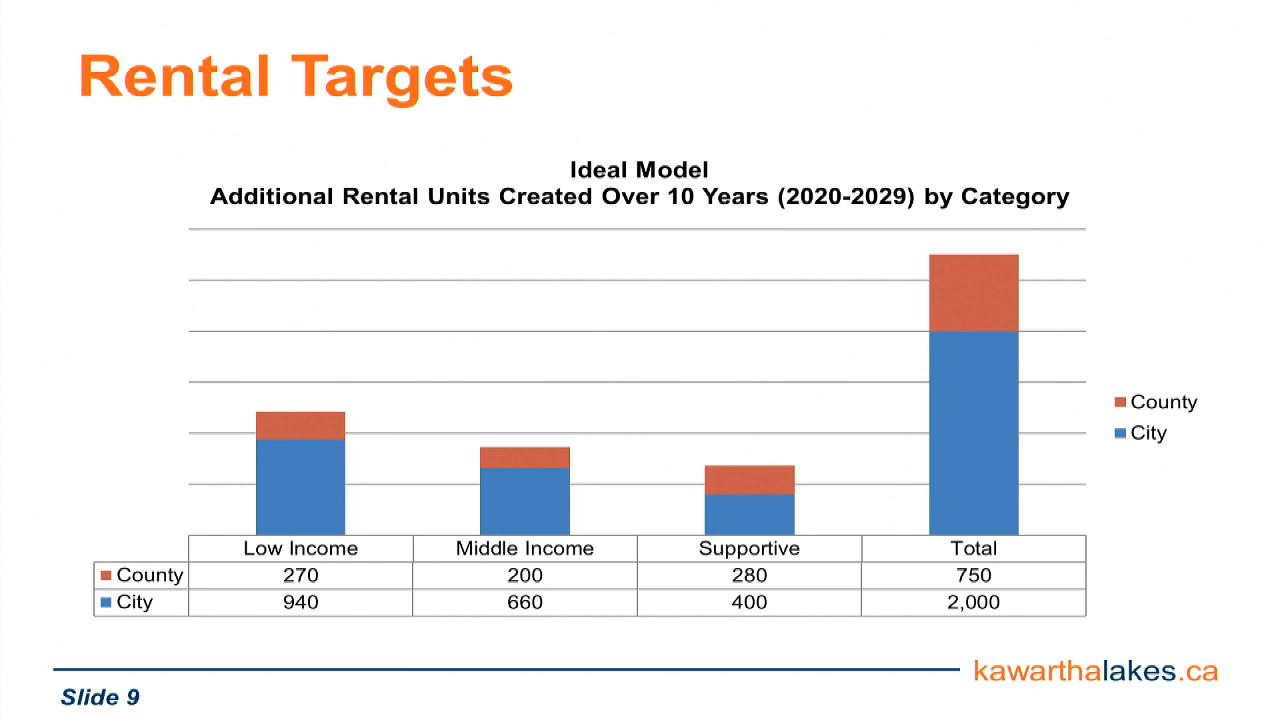 Rental Targets
Ideal Model
Additional Rental Units Created Over 10 Years (2020-2029) by Category
County
City
Low Income Middle Income Supportive Total
County 270 200 280 750
City 940 660 400 2,000
kawarthalakes.ca
Slide 9